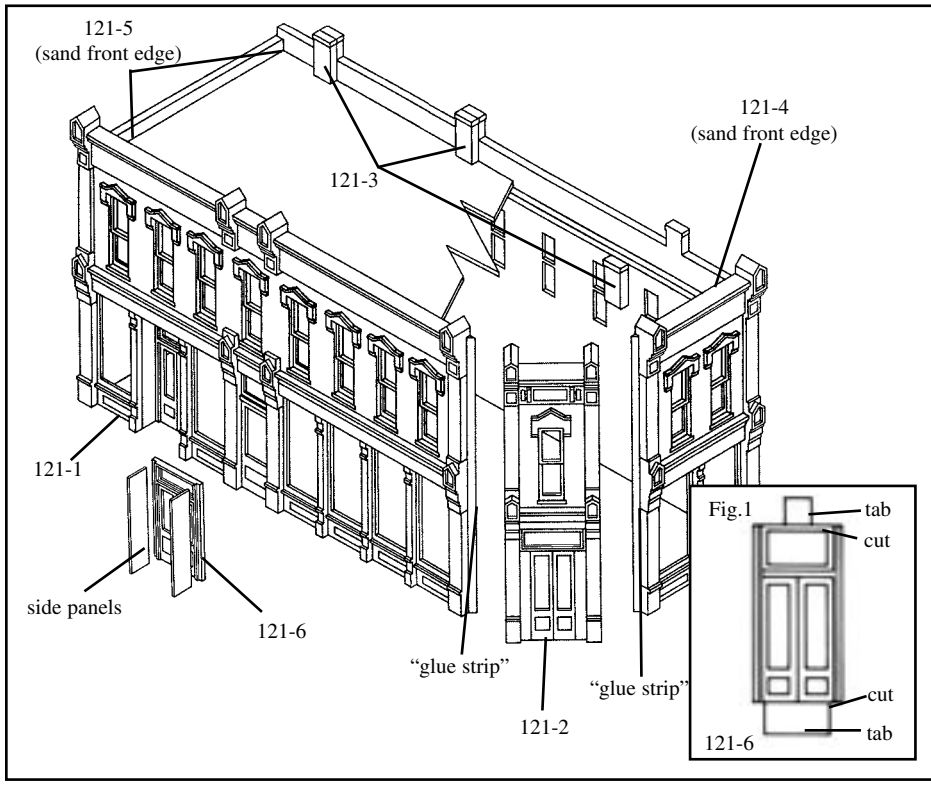 121-5
(sand front edge)
121-4
(sand front edge)
121-3
121-1
Fig.1
tab
cut
side panels
121-6
“glue strip”
“glue strip”
cut
121-2
121-6
tab